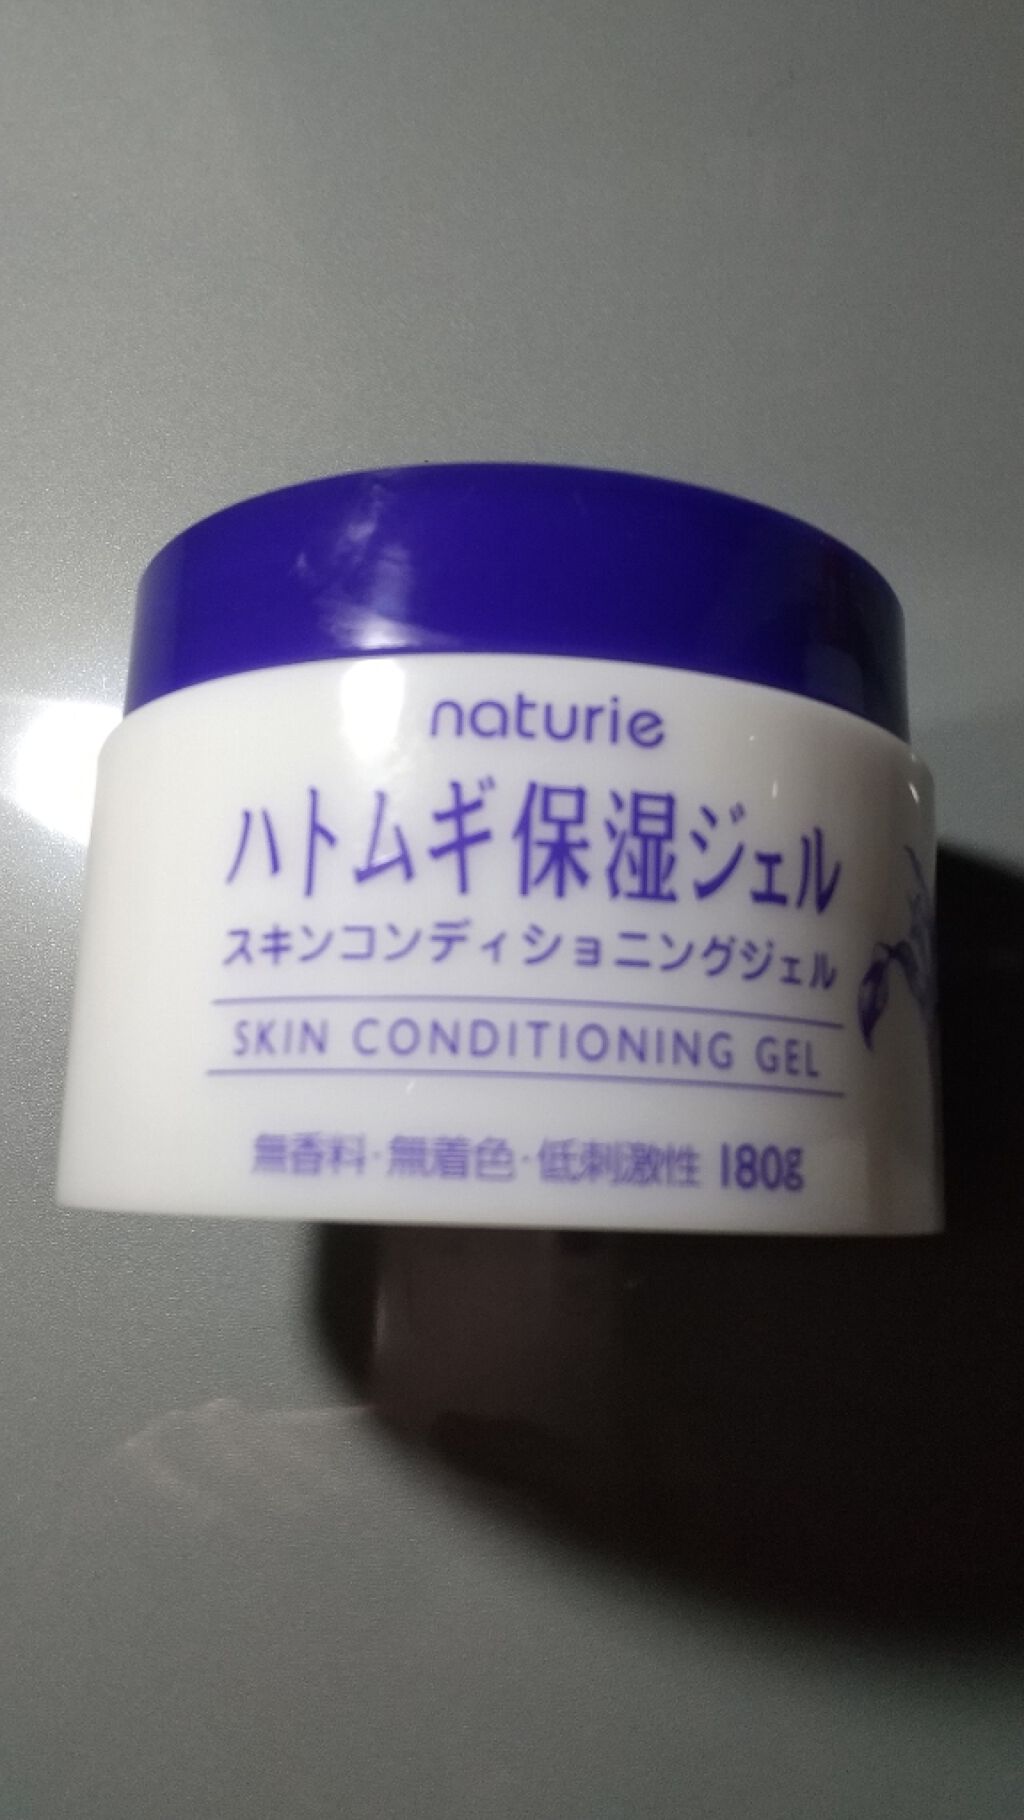 naturie
ハトムギ保湿ジェル
スキンコンディショニングジェル
SKIN CONDITIONING GEL
無香料・無着色・低刺激性 180g